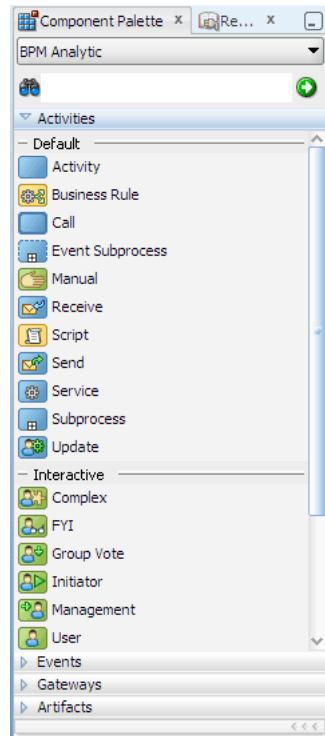 Component Palette x Re... x
BPM Analytic
Activities
Default
Activity
Business Rule
Call
Event Subprocess
Manual
Receive
Script
Send
Service
Subprocess
Update
Interactive
Complex
FYI
Group Vote
Initiator
Management
User
Events
Gateways
Artifacts